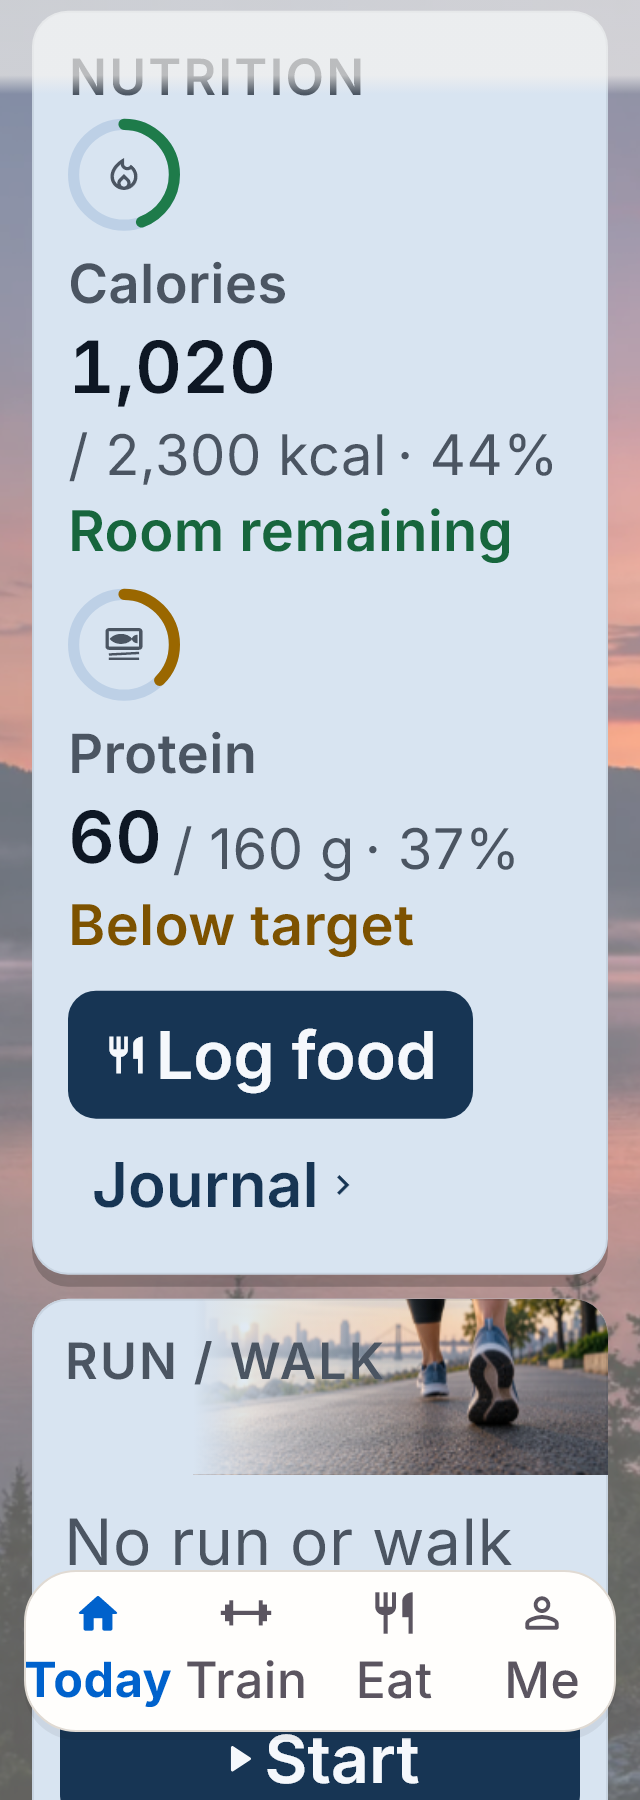 NUTRITION
Calories
1,020
/ 2,300 kcal · 44%
Room remaining
Protein
60 / 160 g · 37%
Below target
Log food
Journal ›
RUN / WALK
No run or walk
Today Train Eat Me
Start